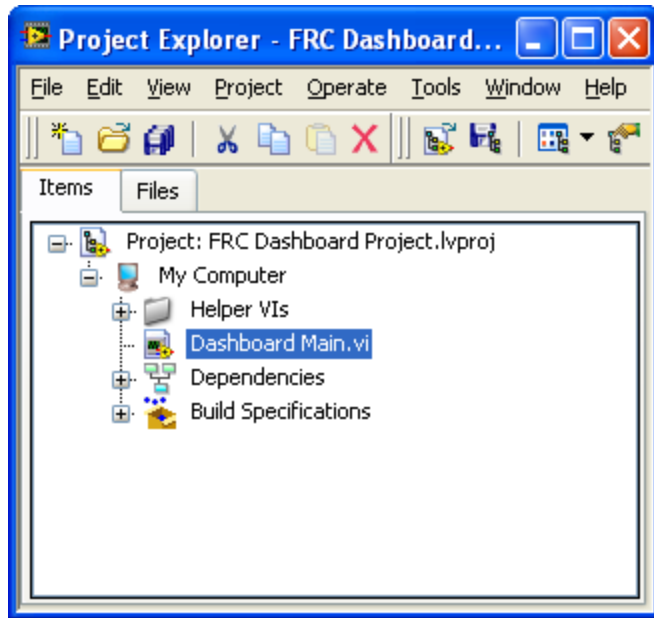 Project Explorer - FRC Dashboard...
File Edit View Project Operate Tools Window Help
Items Files
Project: FRC Dashboard Project.lvproj
My Computer
Helper VIs
Dashboard Main.vi
Dependencies
Build Specifications